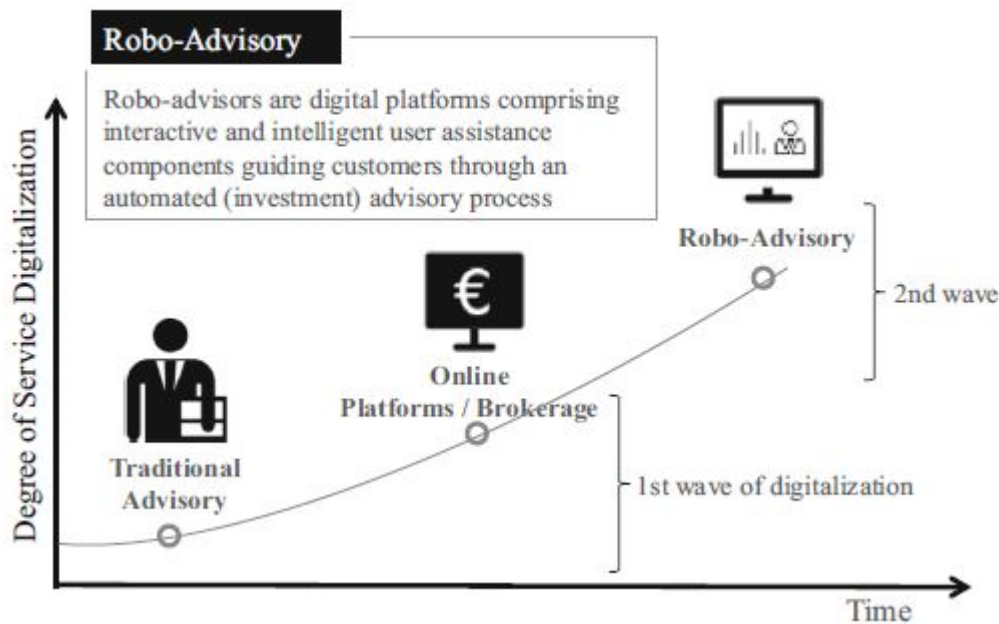 Robo-Advisory
Robo-advisors are digital platforms comprising
interactive and intelligent user assistance
components guiding customers through an
automated (investment) advisory process
Degree of Service Digitalization
Robo-Advisory
2nd wave
€
Online
Platforms / Brokerage
Traditional
Advisory
1st wave of digitalization
Time